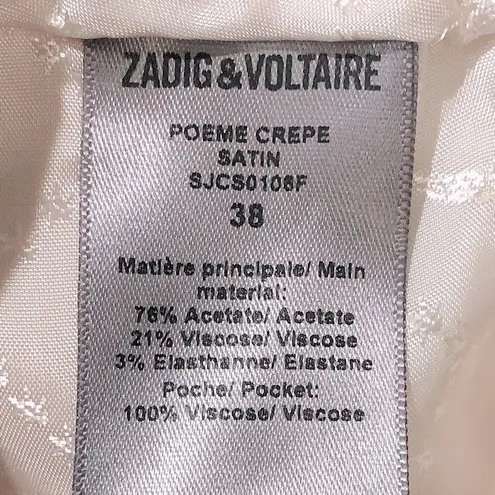 ZADIG&VOLTAIRE
POEME CREPE
SATIN
SJCS0106F
38
Matière principale/ Main
material:
76% Acetate/ Acetate
21% Viscose/ Viscose
3% Elasthanne/ Elastane
Poche/ Pocket:
100% Viscose/ Viscose